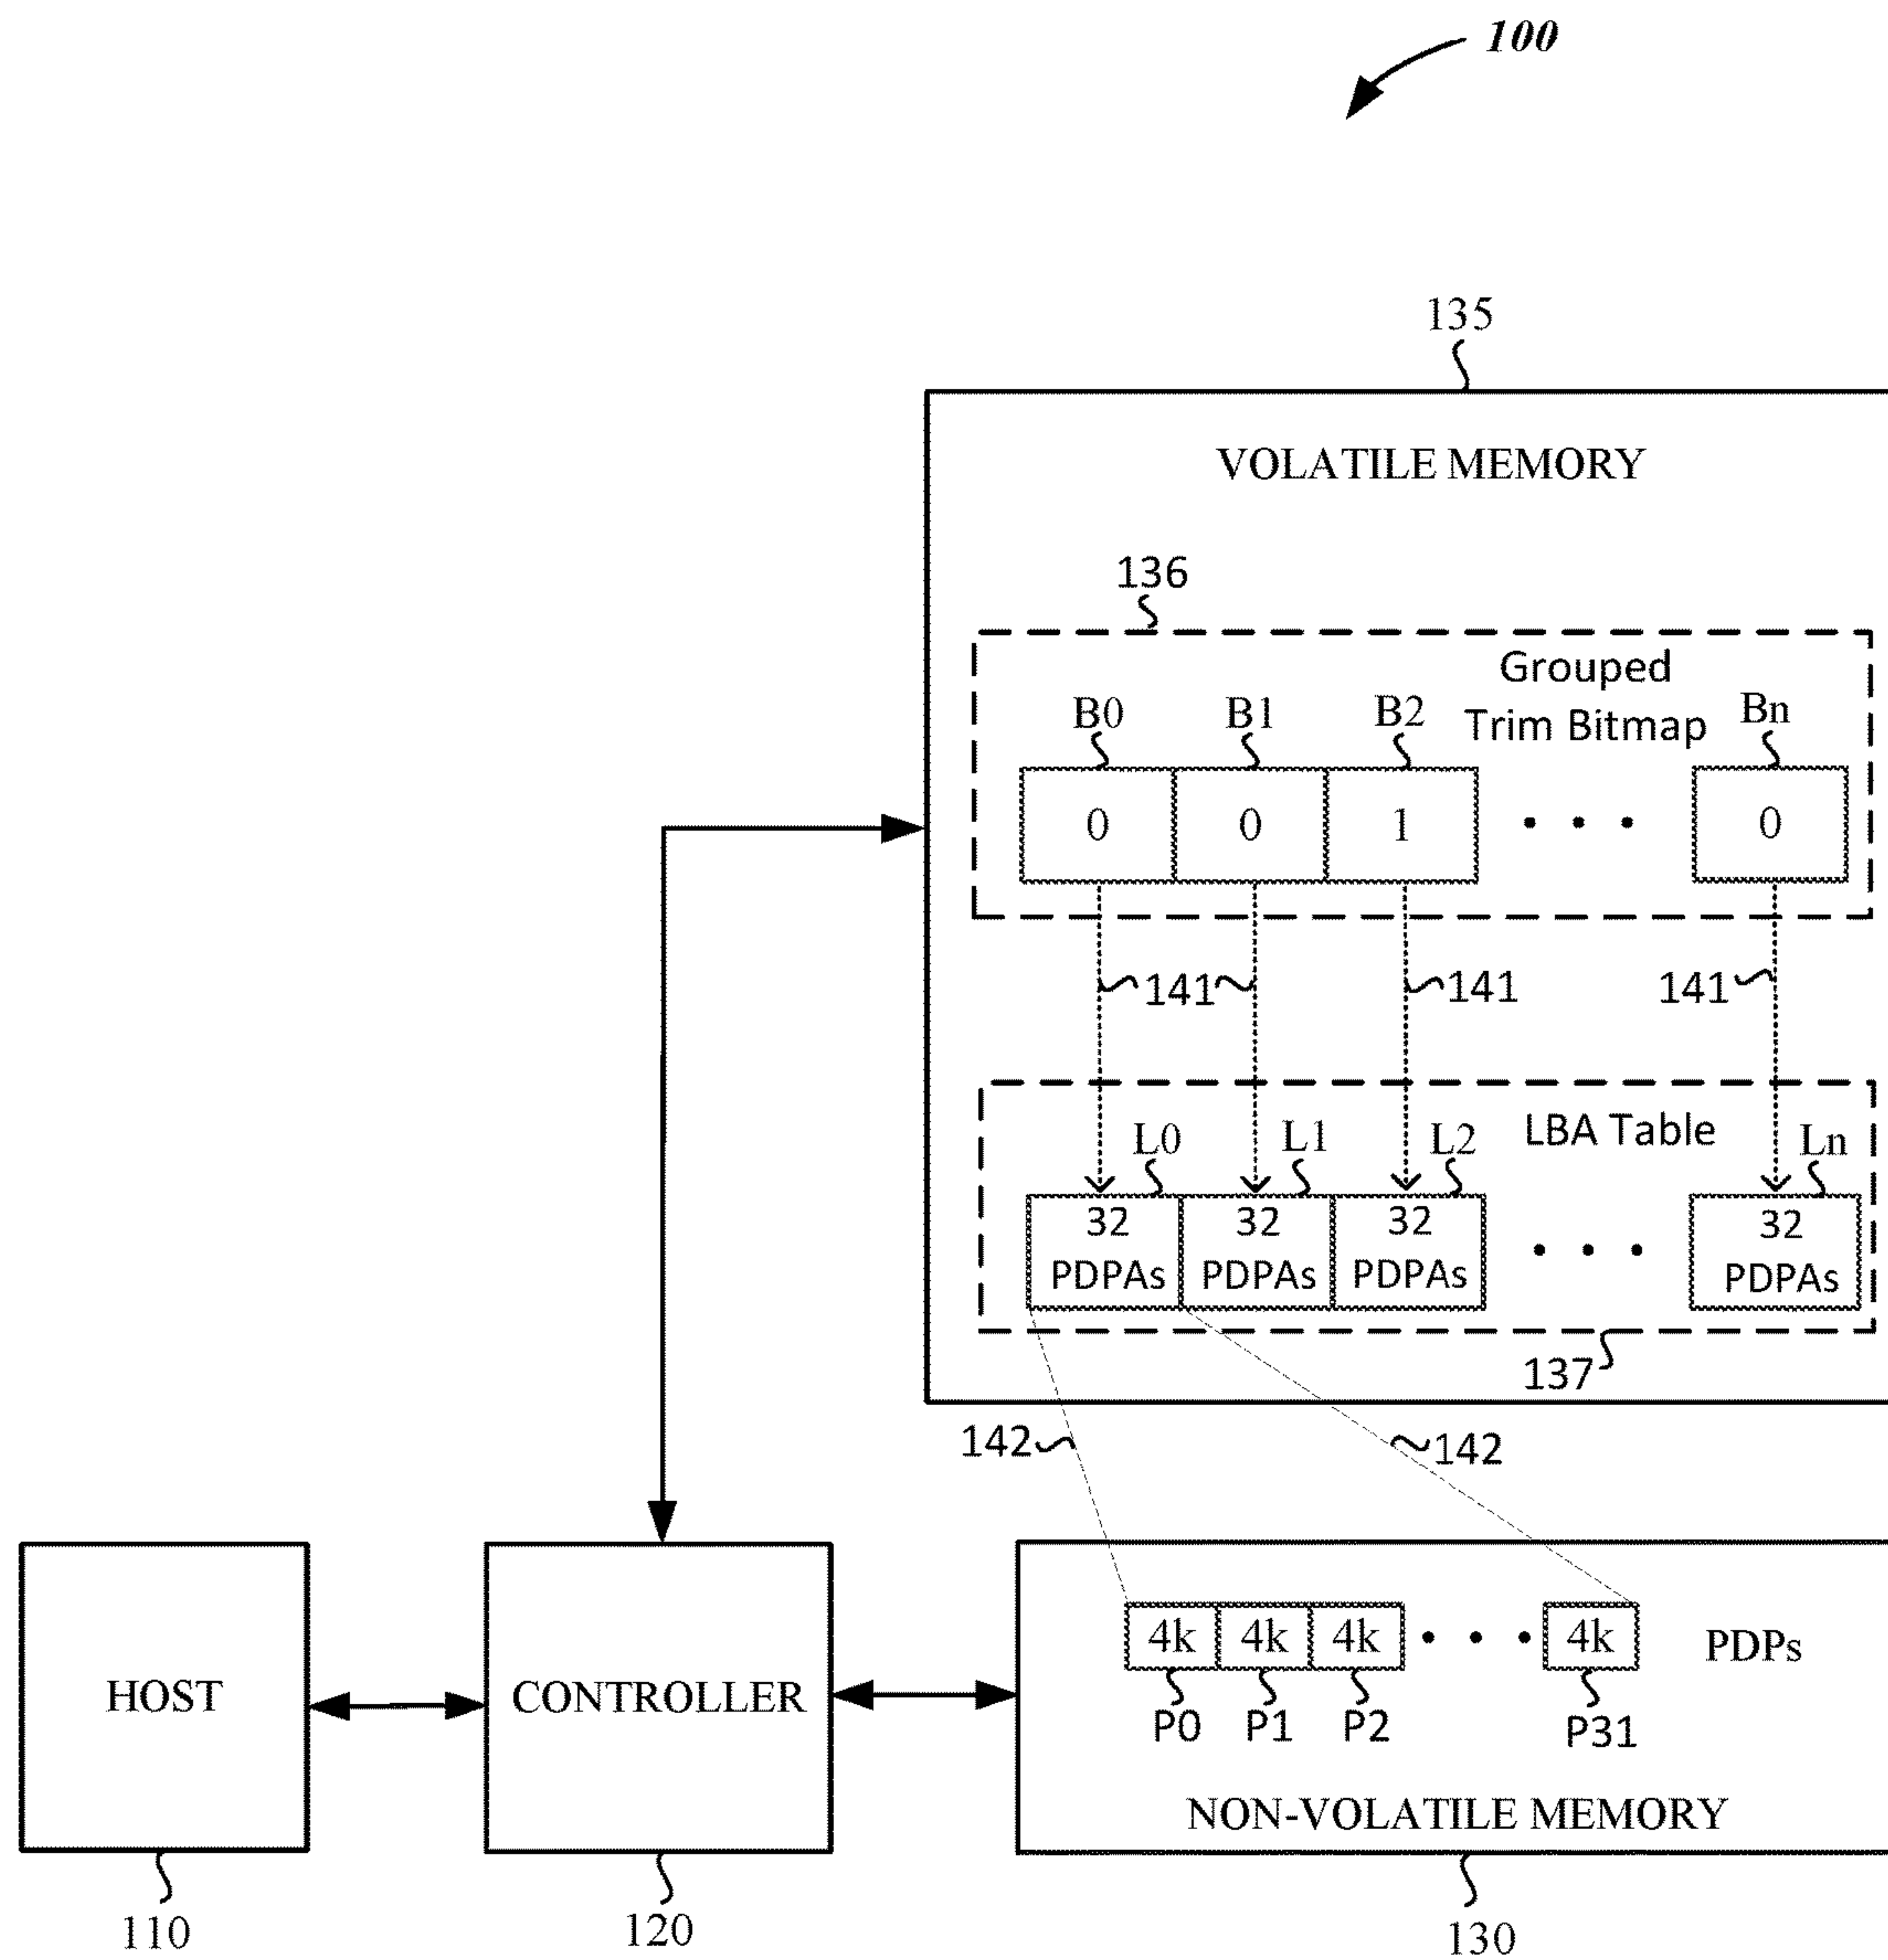 100
135
VOLATILE MEMORY
136
Grouped
Trim Bitmap
B0 B1 B2 Bn
0 0 1 • • • 0
141 141 141
LBA Table
L0 L1 L2 Ln
32 32 32 • • • 32
PDPAs PDPAs PDPAs PDPAs
137
142 142
4k 4k 4k • • • 4k PDPs
HOST CONTROLLER
P0 P1 P2 P31
NON-VOLATILE MEMORY
110 120 130